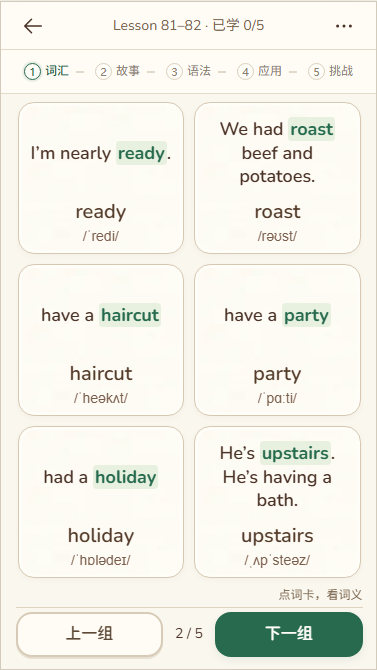 Lesson 81–82 · 已学 0/5
1 词汇 – 2 故事 – 3 语法 – 4 应用 – 5 挑战
I'm nearly ready.
ready
/ˈredi/
We had roast
beef and
potatoes.
roast
/rəʊst/
have a haircut
haircut
/ˈheəkʌt/
have a party
party
/ˈpɑːti/
had a holiday
holiday
/ˈhɒlədeɪ/
He's upstairs.
He's having a
bath.
upstairs
/ˌʌpˈsteəz/
点词卡，看词义
上一组
2 / 5
下一组